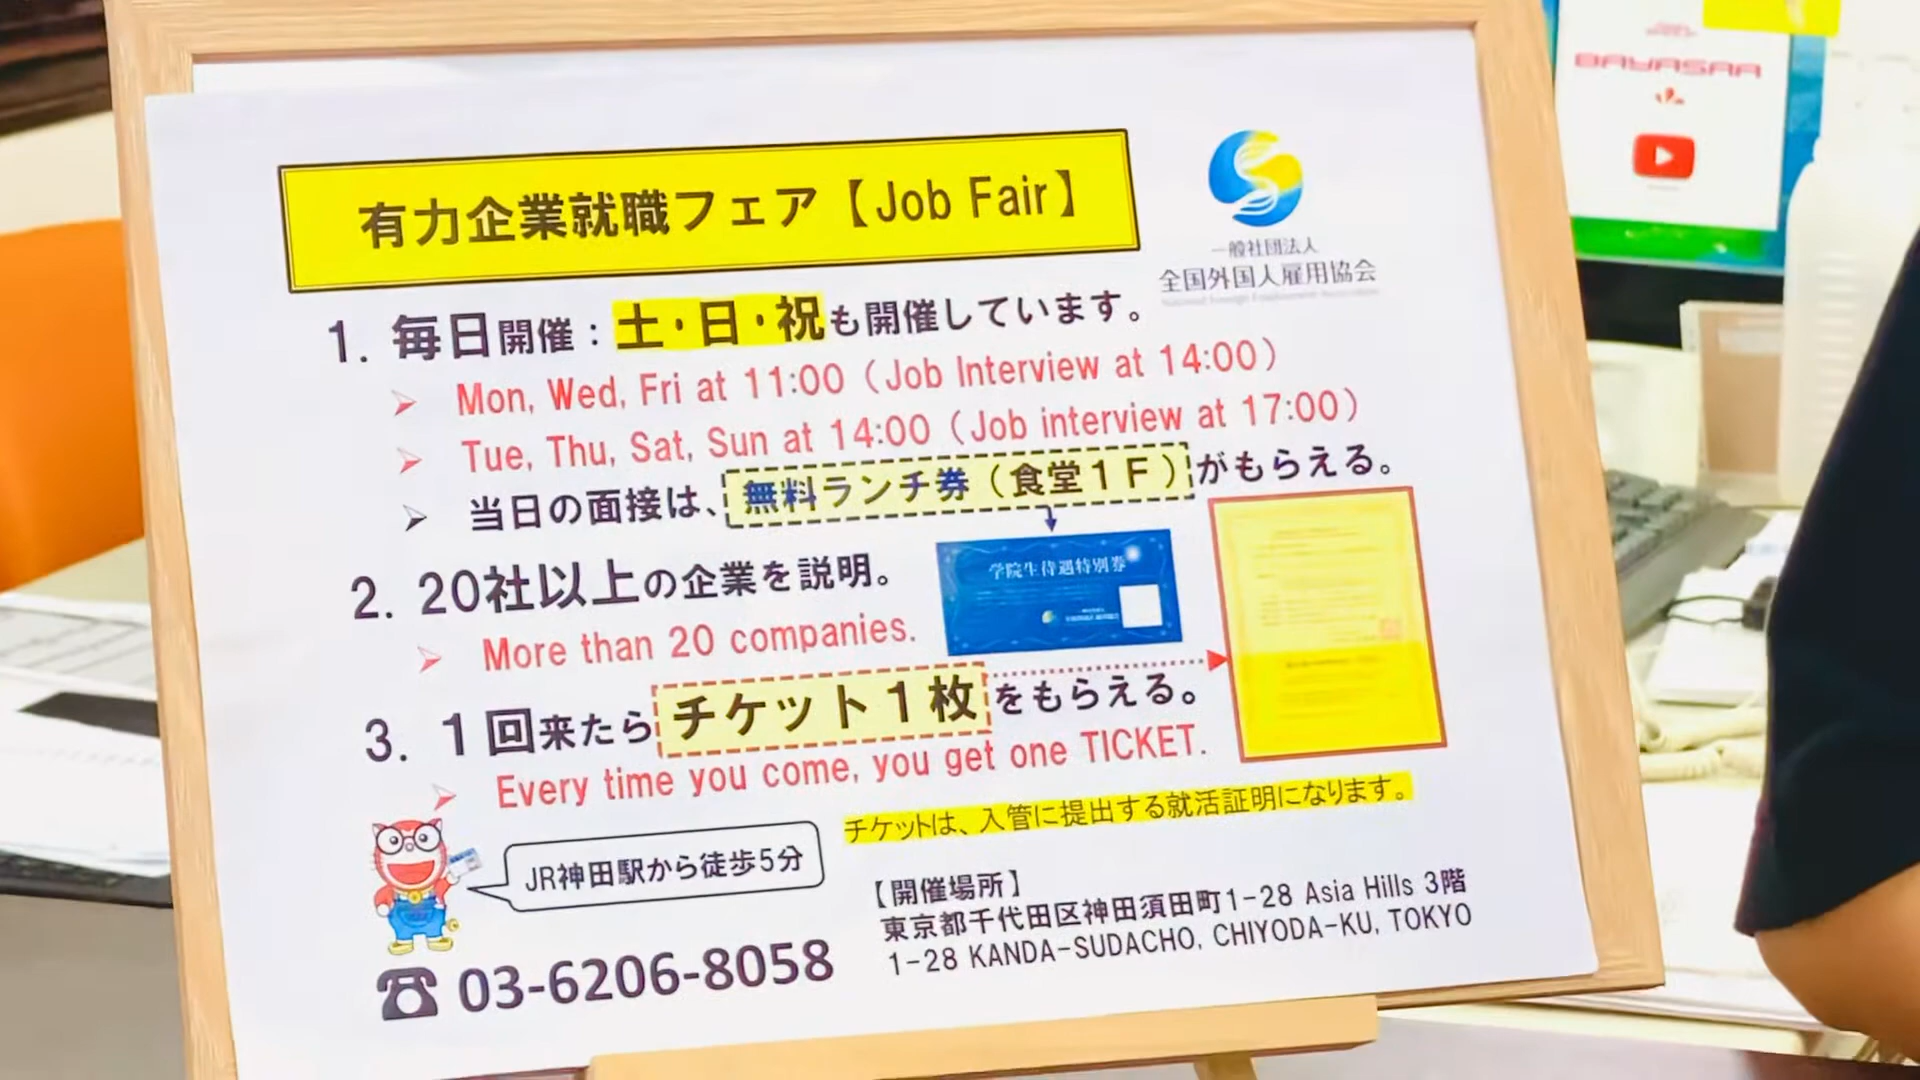 BAYASAA
有力企業就職フェア【Job Fair】
一般社団法人
全国外国人雇用協会
1. 毎日開催：土・日・祝も開催しています。
➢ Mon, Wed, Fri at 11:00（Job Interview at 14:00）
➢ Tue, Thu, Sat, Sun at 14:00（Job interview at 17:00）
➢ 当日の面接は、無料ランチ券（食堂１Ｆ）がもらえる。
学院生待遇特別券
2. 20社以上の企業を説明。
➢ More than 20 companies.
3. １回来たらチケット１枚をもらえる。
➢ Every time you come, you get one TICKET.
チケットは、入管に提出する就活証明になります。
JR神田駅から徒歩5分
【開催場所】
東京都千代田区神田須田町1-28 Asia Hills 3階
1-28 KANDA-SUDACHO, CHIYODA-KU, TOKYO
☎ 03-6206-8058